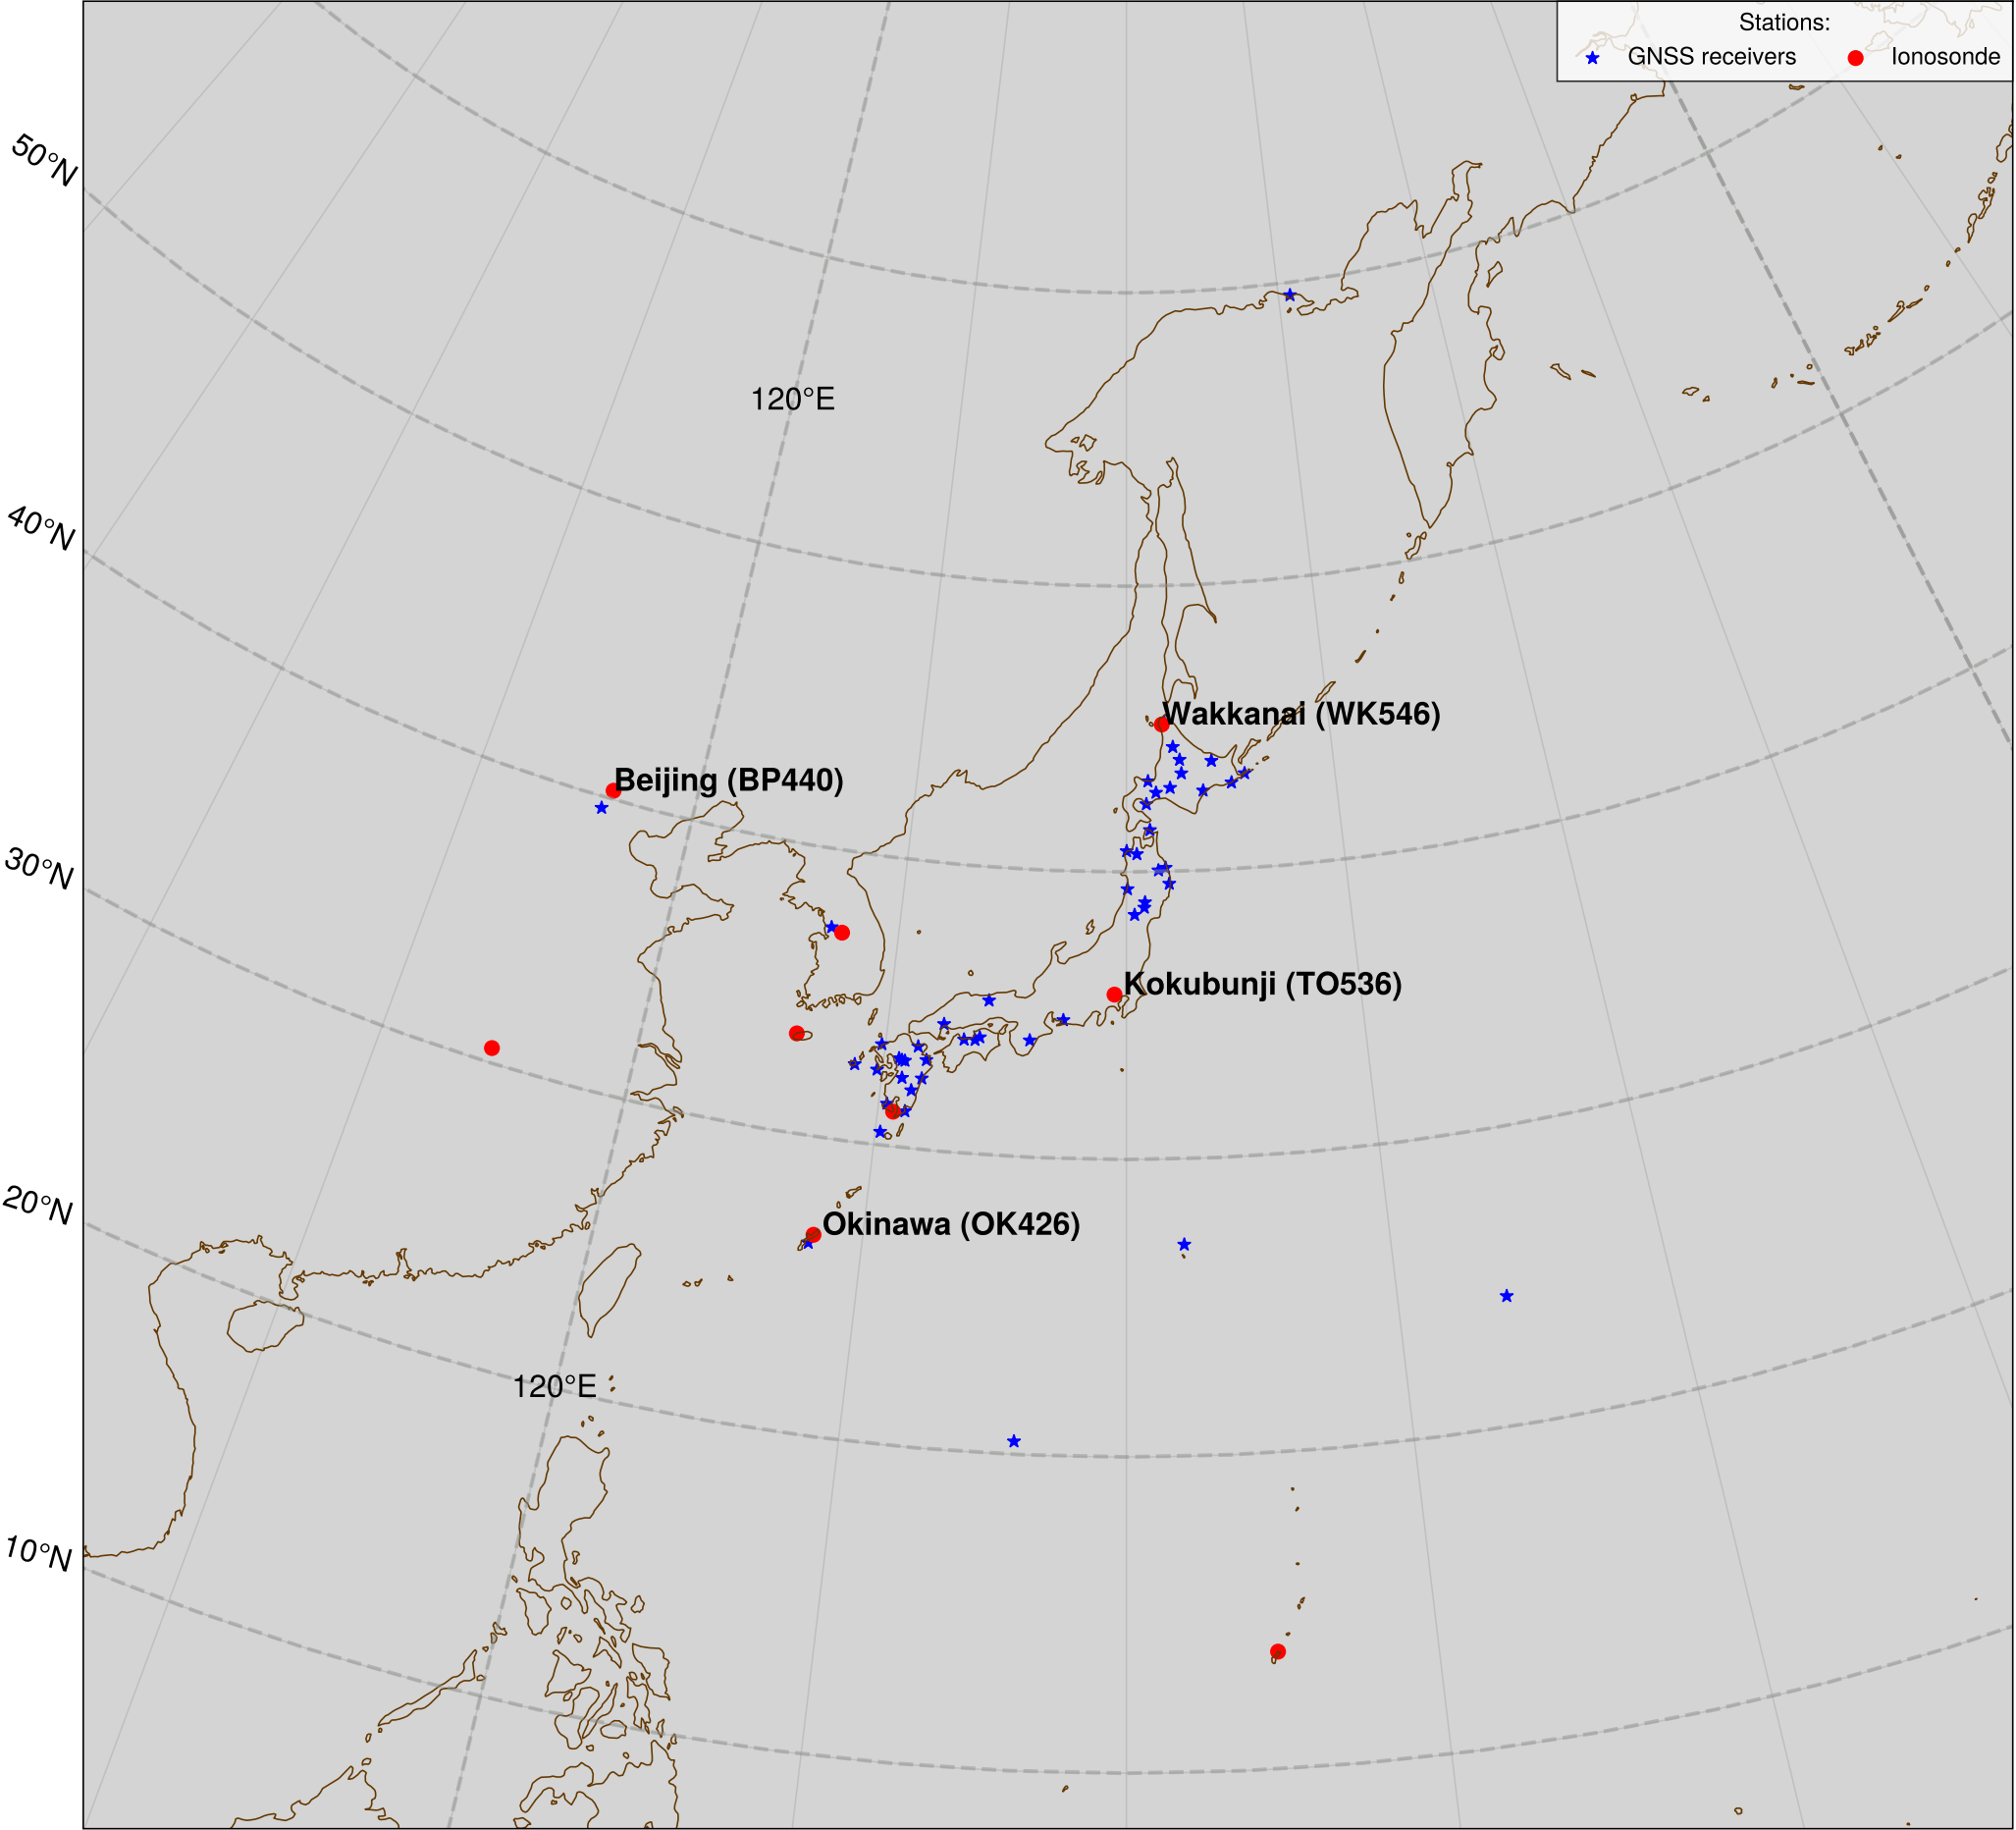 Stations:
GNSS receivers Ionosonde
50°N
120°E
40°N
Wakkanai (WK546)
Beijing (BP440)
30°N
Kokubunji (TO536)
20°N
Okinawa (OK426)
120°E
10°N